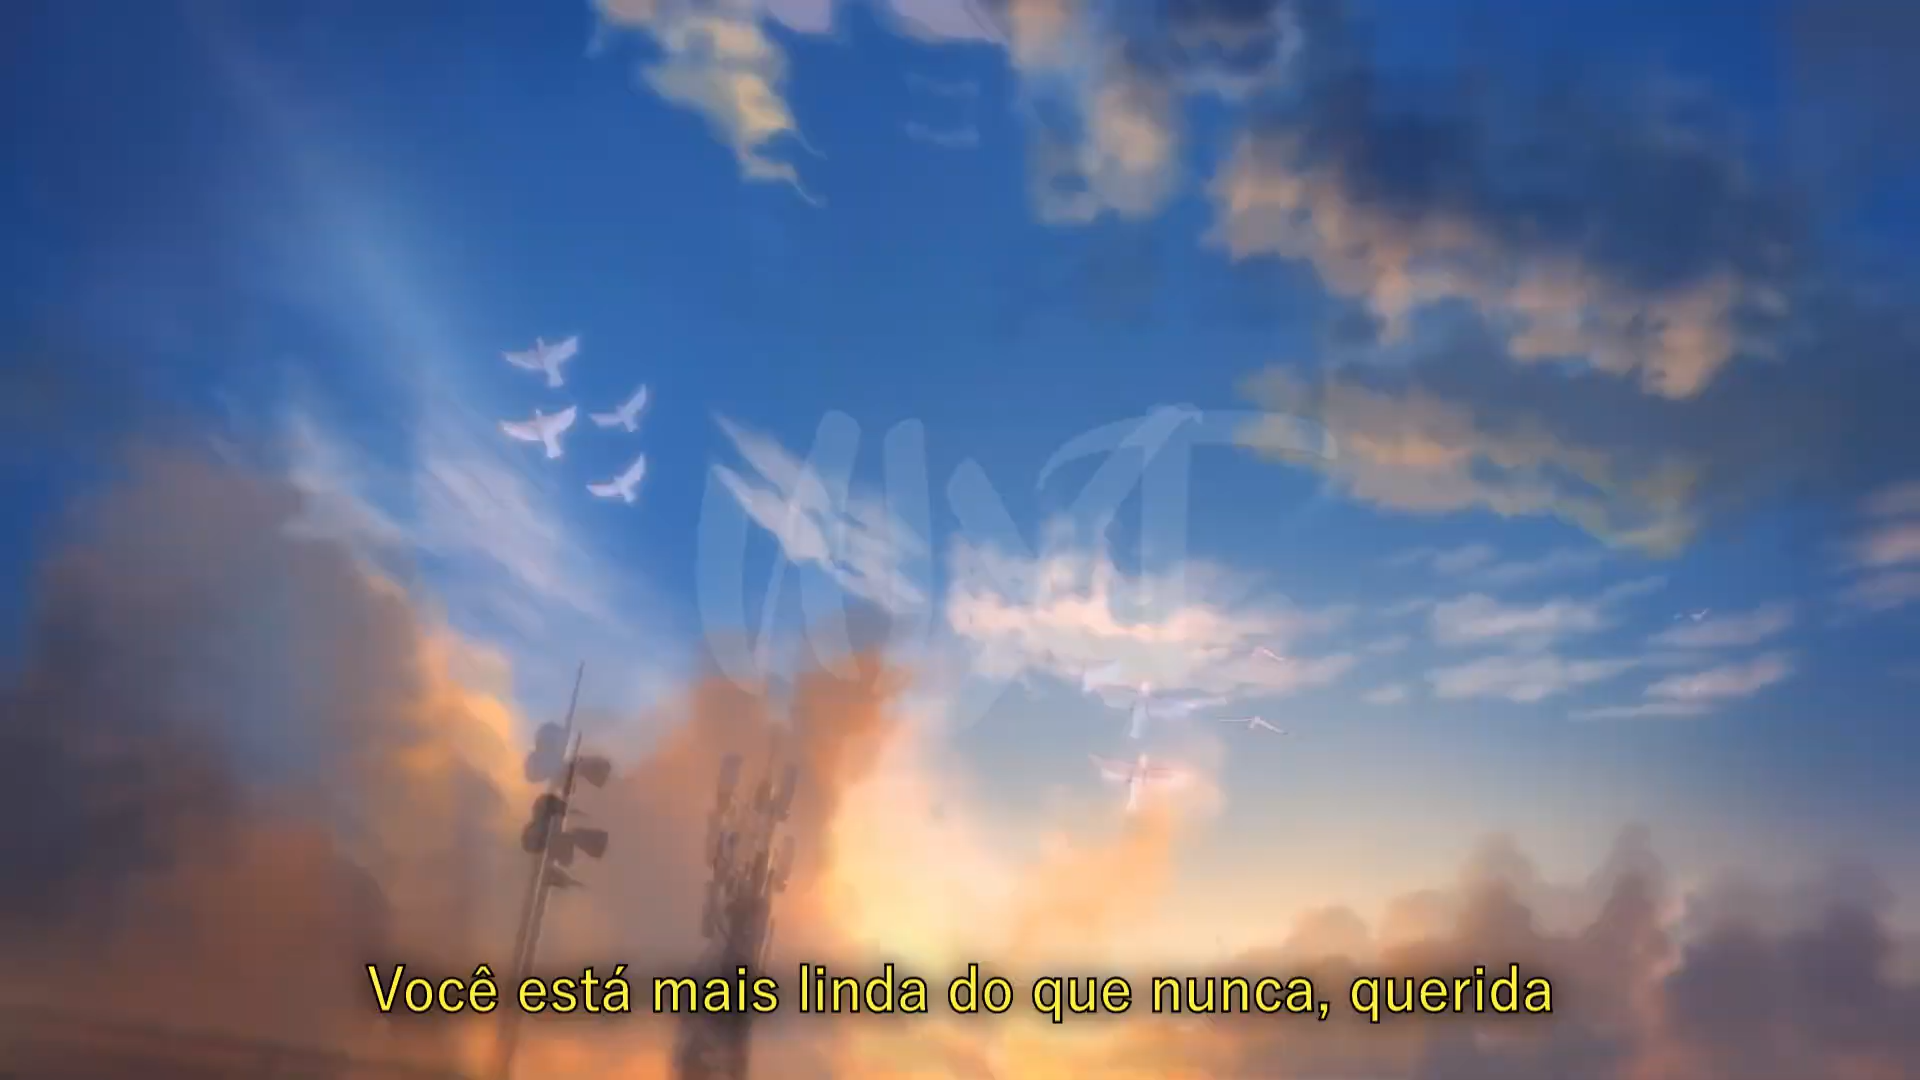 Você está mais linda do que nunca, querida